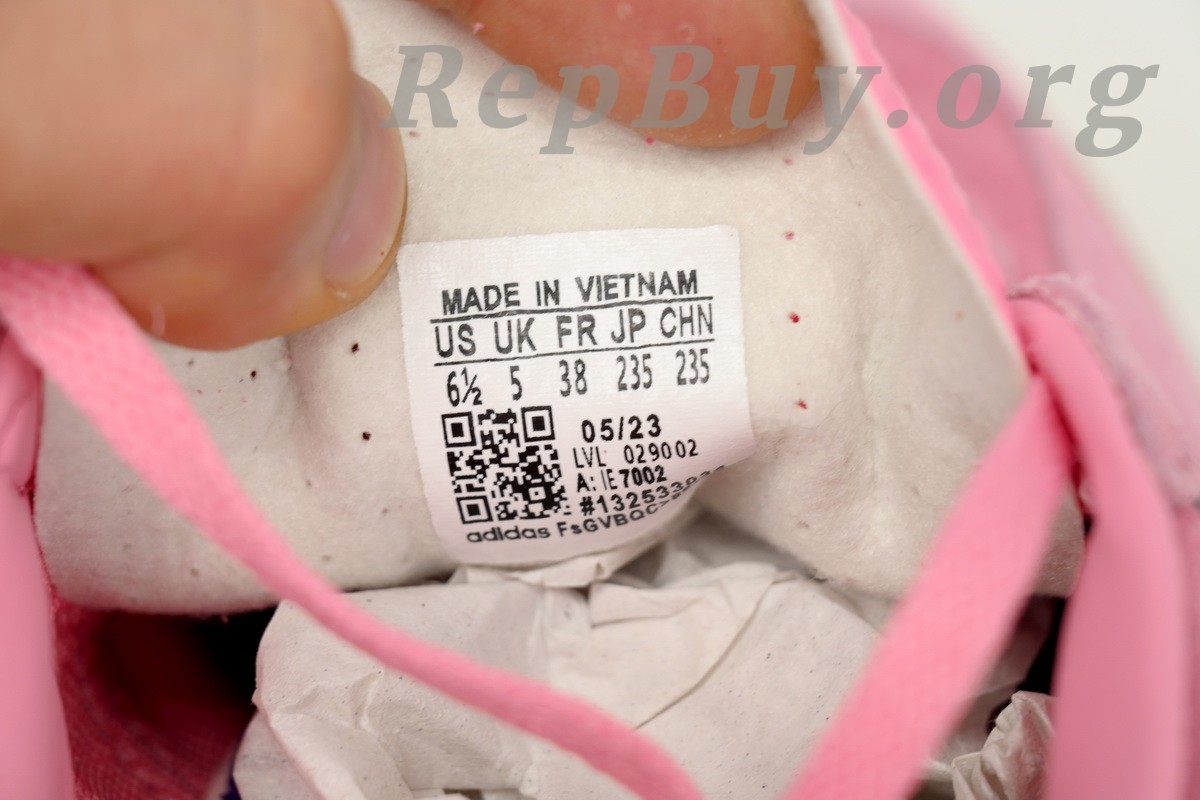 RepBuy.org
MADE IN VIETNAM
US UK FR JP CHN
6½ 5 38 235 235
05/23
LVL 029002
A: IE7002
adidas